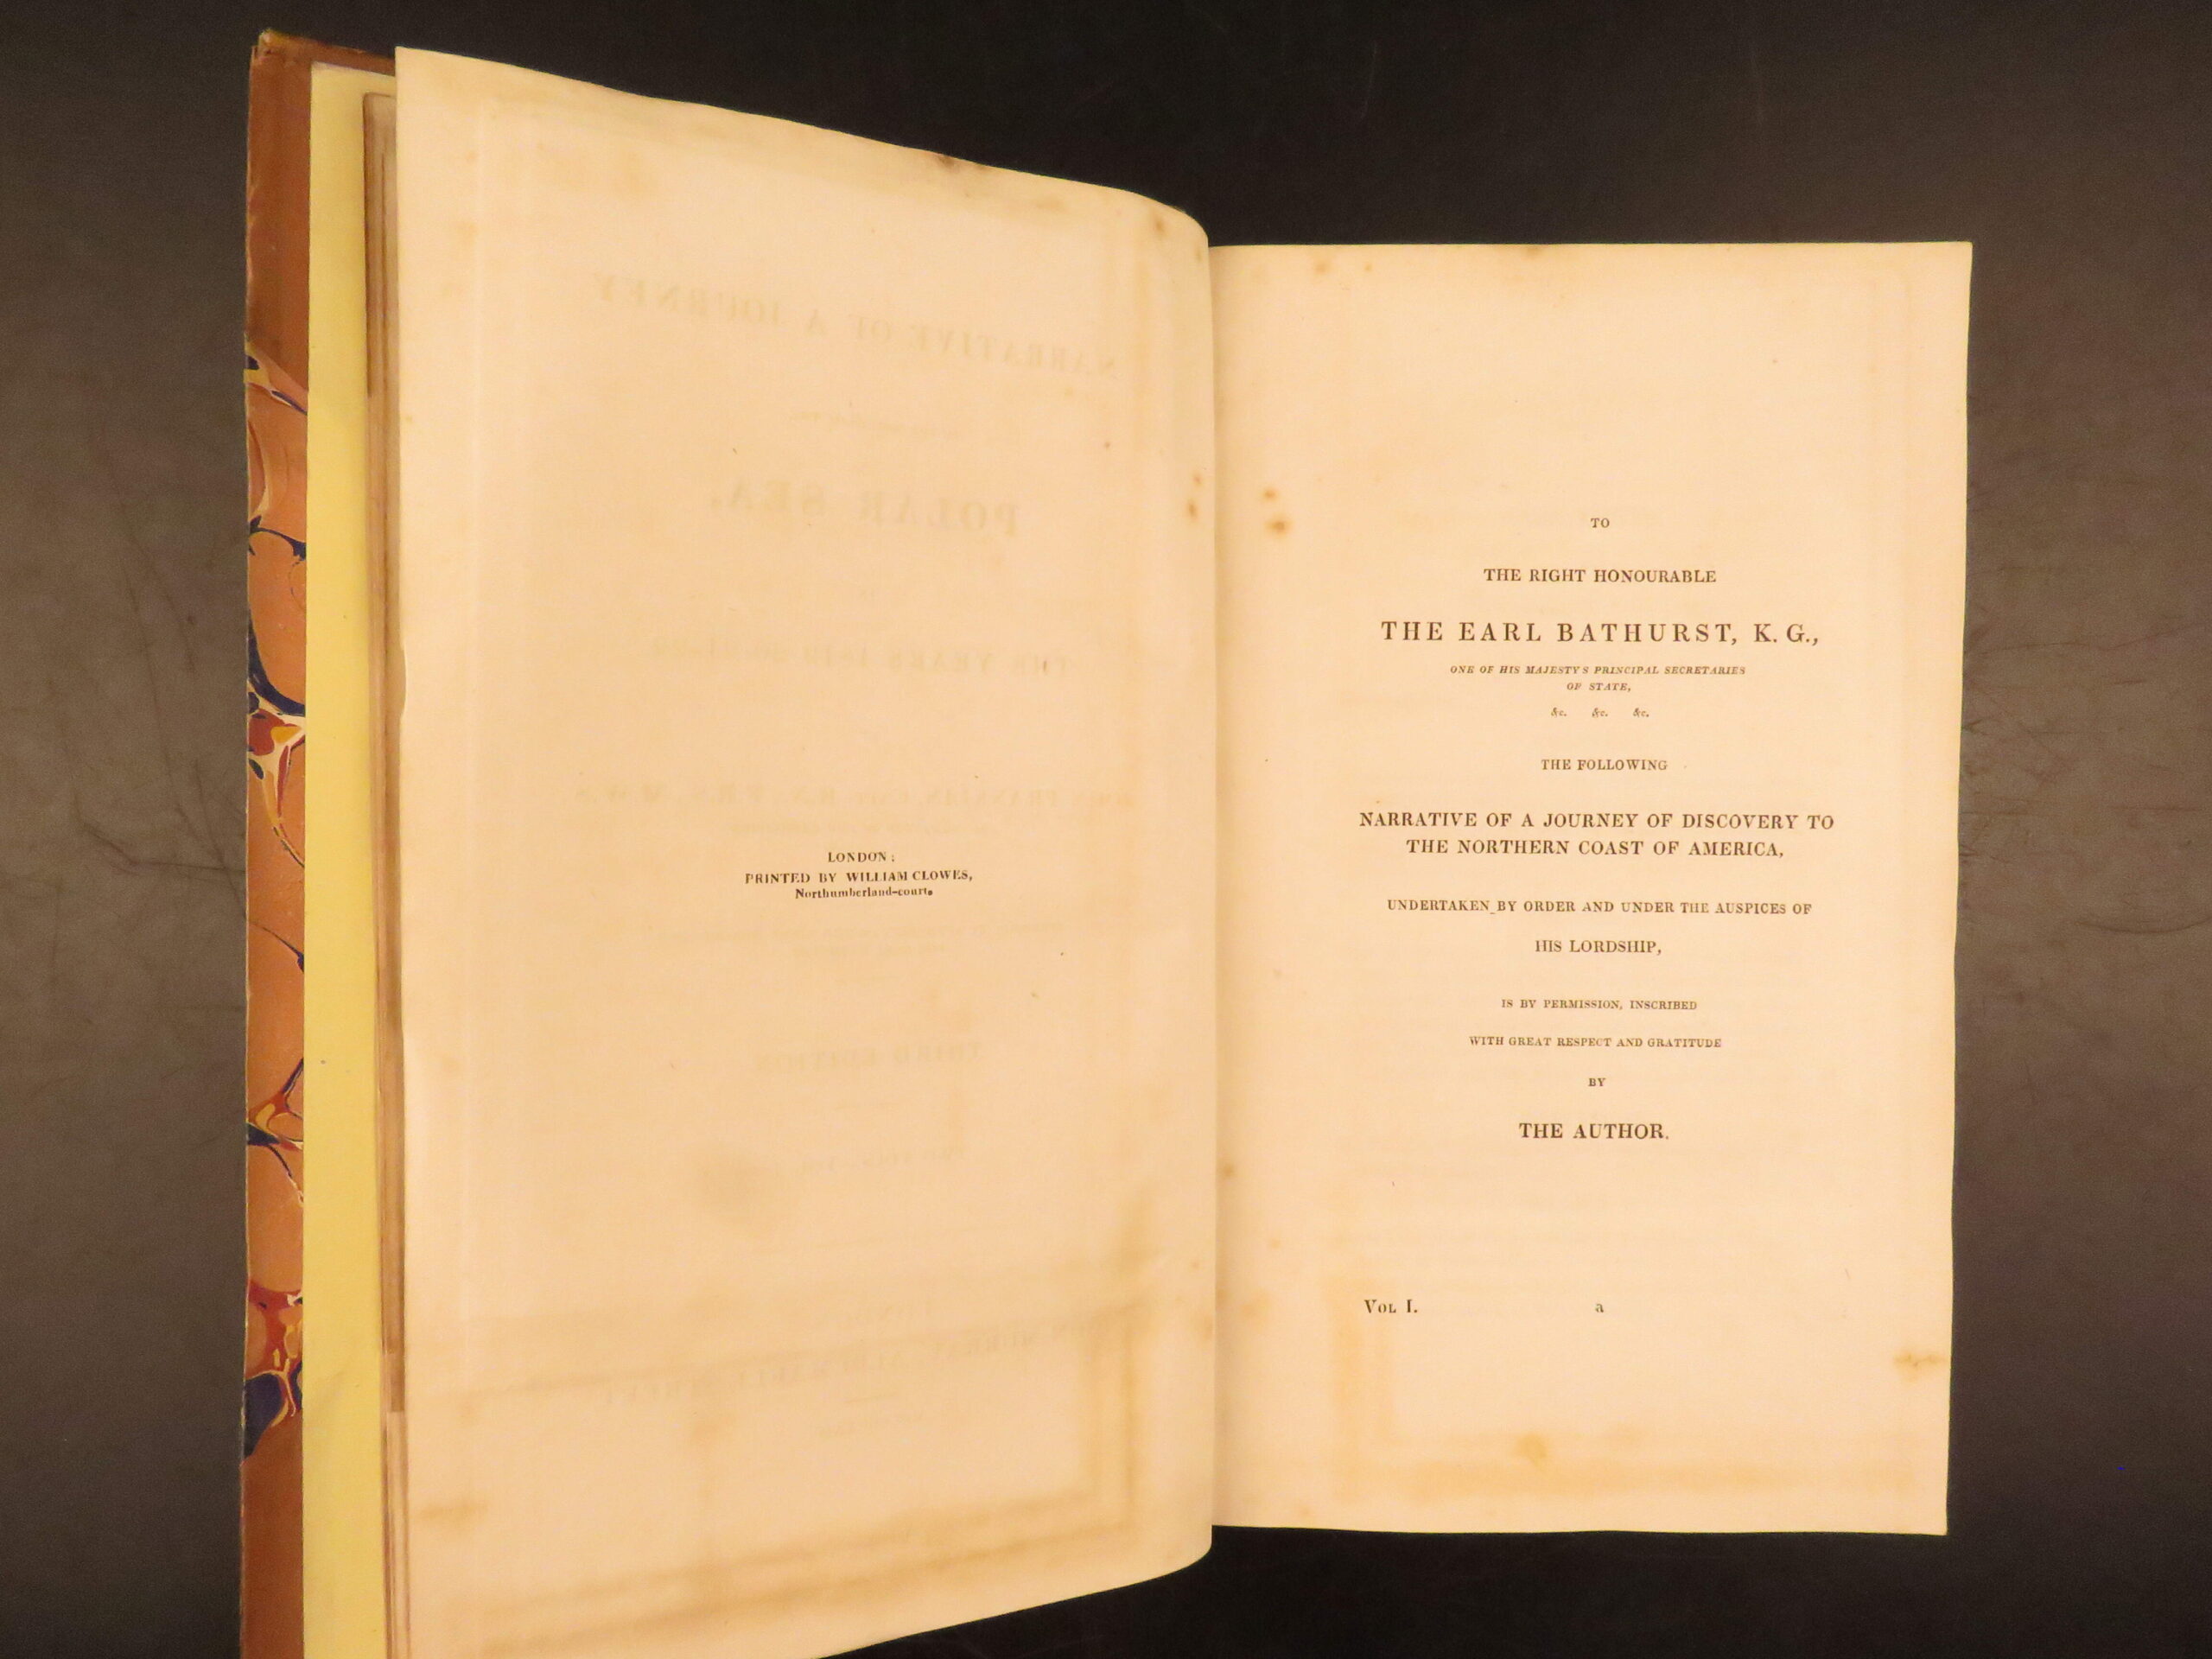 LONDON:
PRINTED BY WILLIAM CLOWES,
Northumberland-court.
TO
THE RIGHT HONOURABLE
THE EARL BATHURST, K. G.,
ONE OF HIS MAJESTY'S PRINCIPAL SECRETARIES
OF STATE,
&c. &c. &c.
THE FOLLOWING
NARRATIVE OF A JOURNEY OF DISCOVERY TO
THE NORTHERN COAST OF AMERICA,
UNDERTAKEN BY ORDER AND UNDER THE AUSPICES OF
HIS LORDSHIP,
IS BY PERMISSION, INSCRIBED
WITH GREAT RESPECT AND GRATITUDE
BY
THE AUTHOR.
VOL I. a